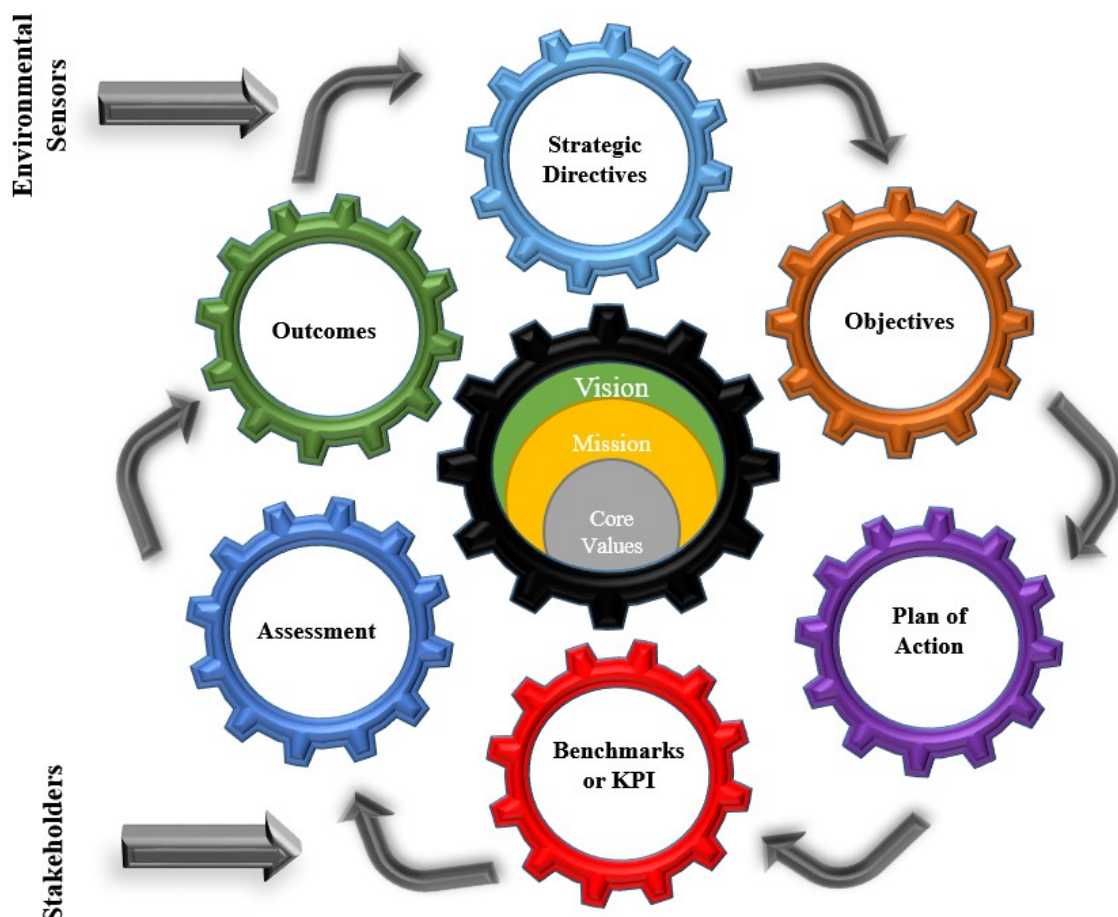 Environmental
Sensors
Strategic
Directives
Outcomes
Objectives
Vision
Mission
Core
Values
Assessment
Plan of
Action
Benchmarks
or KPI
Stakeholders